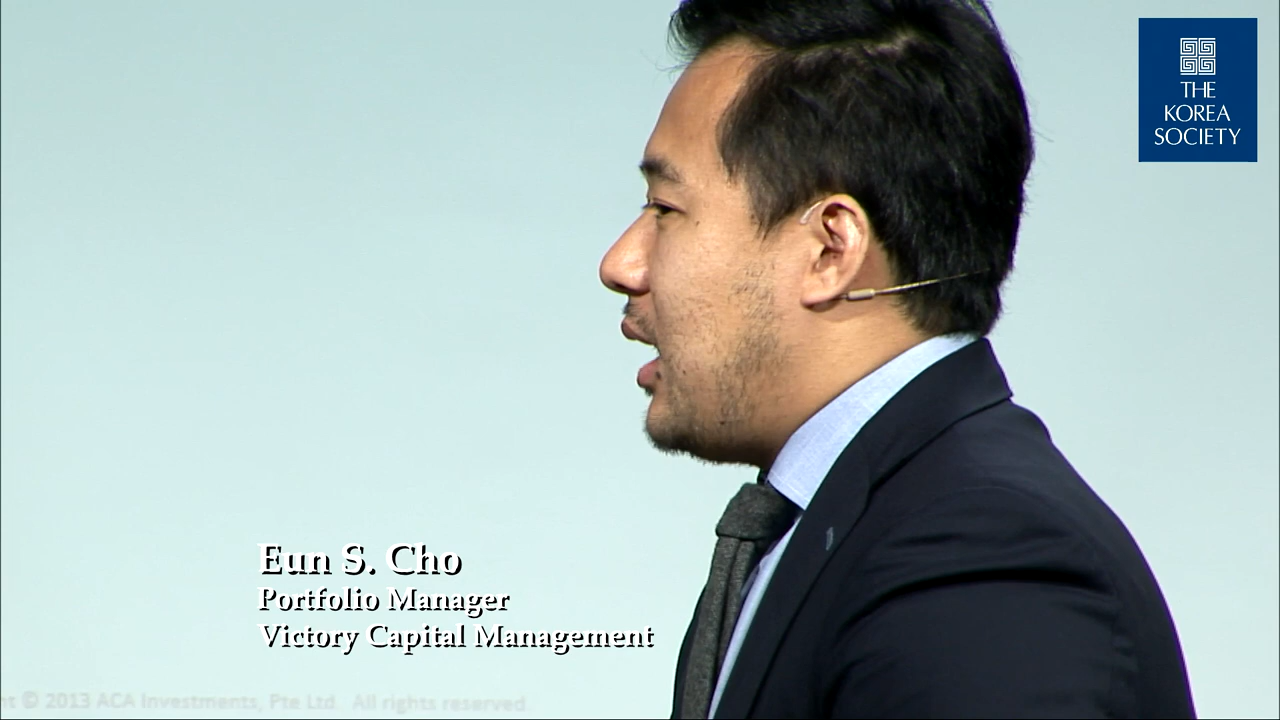 THE
KOREA
SOCIETY
Eun S. Cho
Portfolio Manager
Victory Capital Management
© 2013 ACA Investments, Pte Ltd. All rights reserved